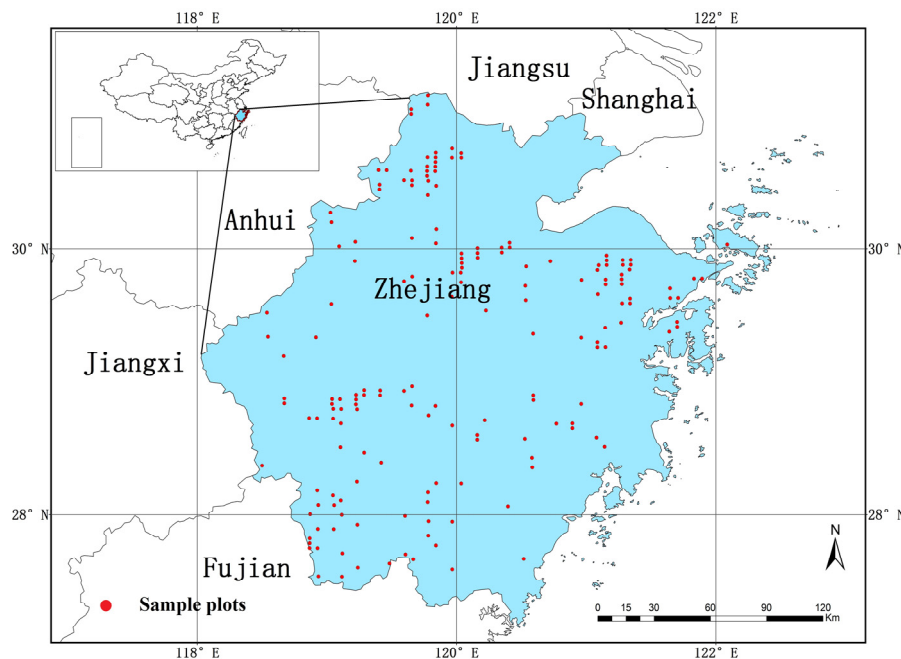 118° E 120° E 122° E
Jiangsu
Shanghai
Anhui
30° N 30° N
Zhejiang
Jiangxi
28° N 28° N
N
Fujian
Sample plots
0 15 30 60 90 120
Km
118° E 120° E 122° E